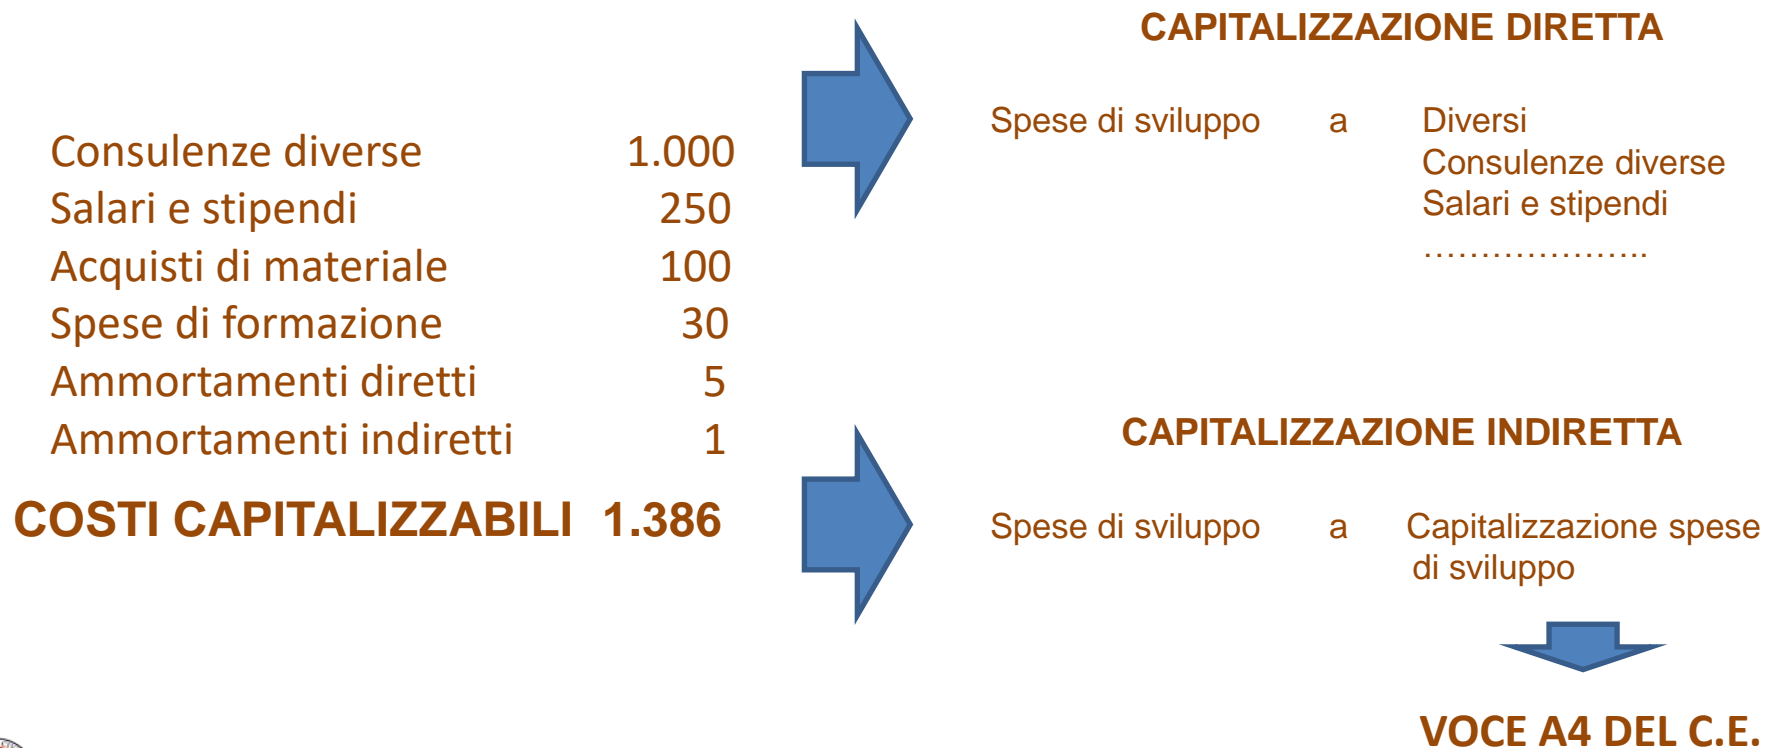 Consulenze diverse 1.000
Salari e stipendi 250
Acquisti di materiale 100
Spese di formazione 30
Ammortamenti diretti 5
Ammortamenti indiretti 1
COSTI CAPITALIZZABILI 1.386
CAPITALIZZAZIONE DIRETTA
Spese di sviluppo a Diversi
Consulenze diverse
Salari e stipendi
………………..
CAPITALIZZAZIONE INDIRETTA
Spese di sviluppo a Capitalizzazione spese
di sviluppo
VOCE A4 DEL C.E.